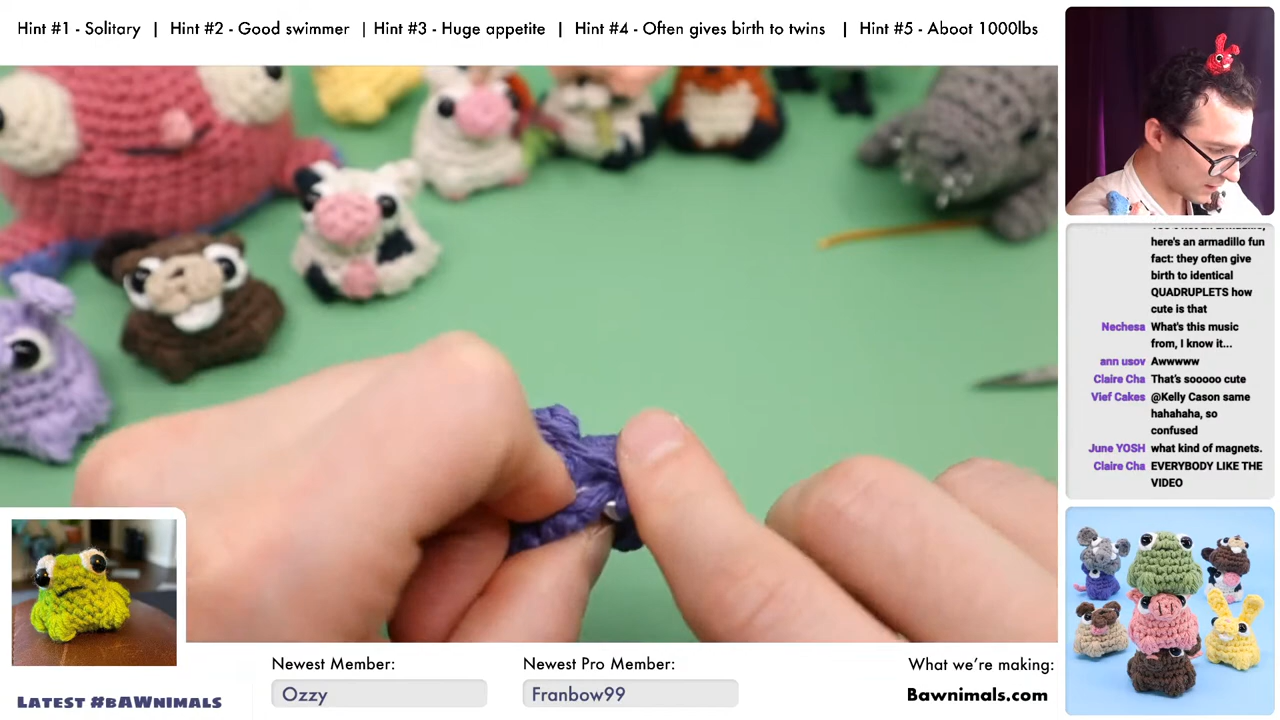 Hint #1 - Solitary | Hint #2 - Good swimmer | Hint #3 - Huge appetite | Hint #4 - Often gives birth to twins | Hint #5 - Aboot 1000lbs
here's an armadillo fun
fact: they often give
birth to identical
QUADRUPLETS how
cute is that
Nechesa What's this music
from, I know it...
ann usov Awwwww
Claire Cha That's sooooo cute
Vief Cakes @Kelly Cason same
hahahaha, so
confused
June YOSH what kind of magnets.
Claire Cha EVERYBODY LIKE THE
VIDEO
LATEST #BAWNIMALS
Newest Member:
Ozzy
Newest Pro Member:
Franbow99
What we're making:
Bawnimals.com